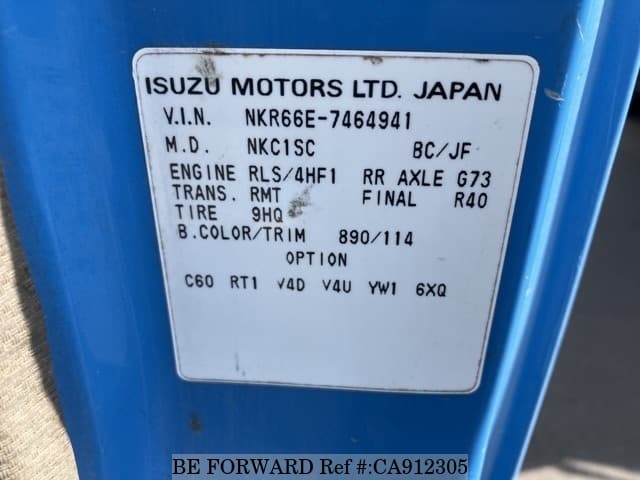 ISUZU MOTORS LTD. JAPAN
V.I.N. NKR66E-7464941
M.D. NKC1SC BC/JF
ENGINE RLS/4HF1 RR AXLE G73
TRANS. RMT FINAL R40
TIRE 9HQ
B.COLOR/TRIM 890/114
OPTION
C60 RT1 V4D V4U YW1 6XQ
BE FORWARD Ref #:CA912305